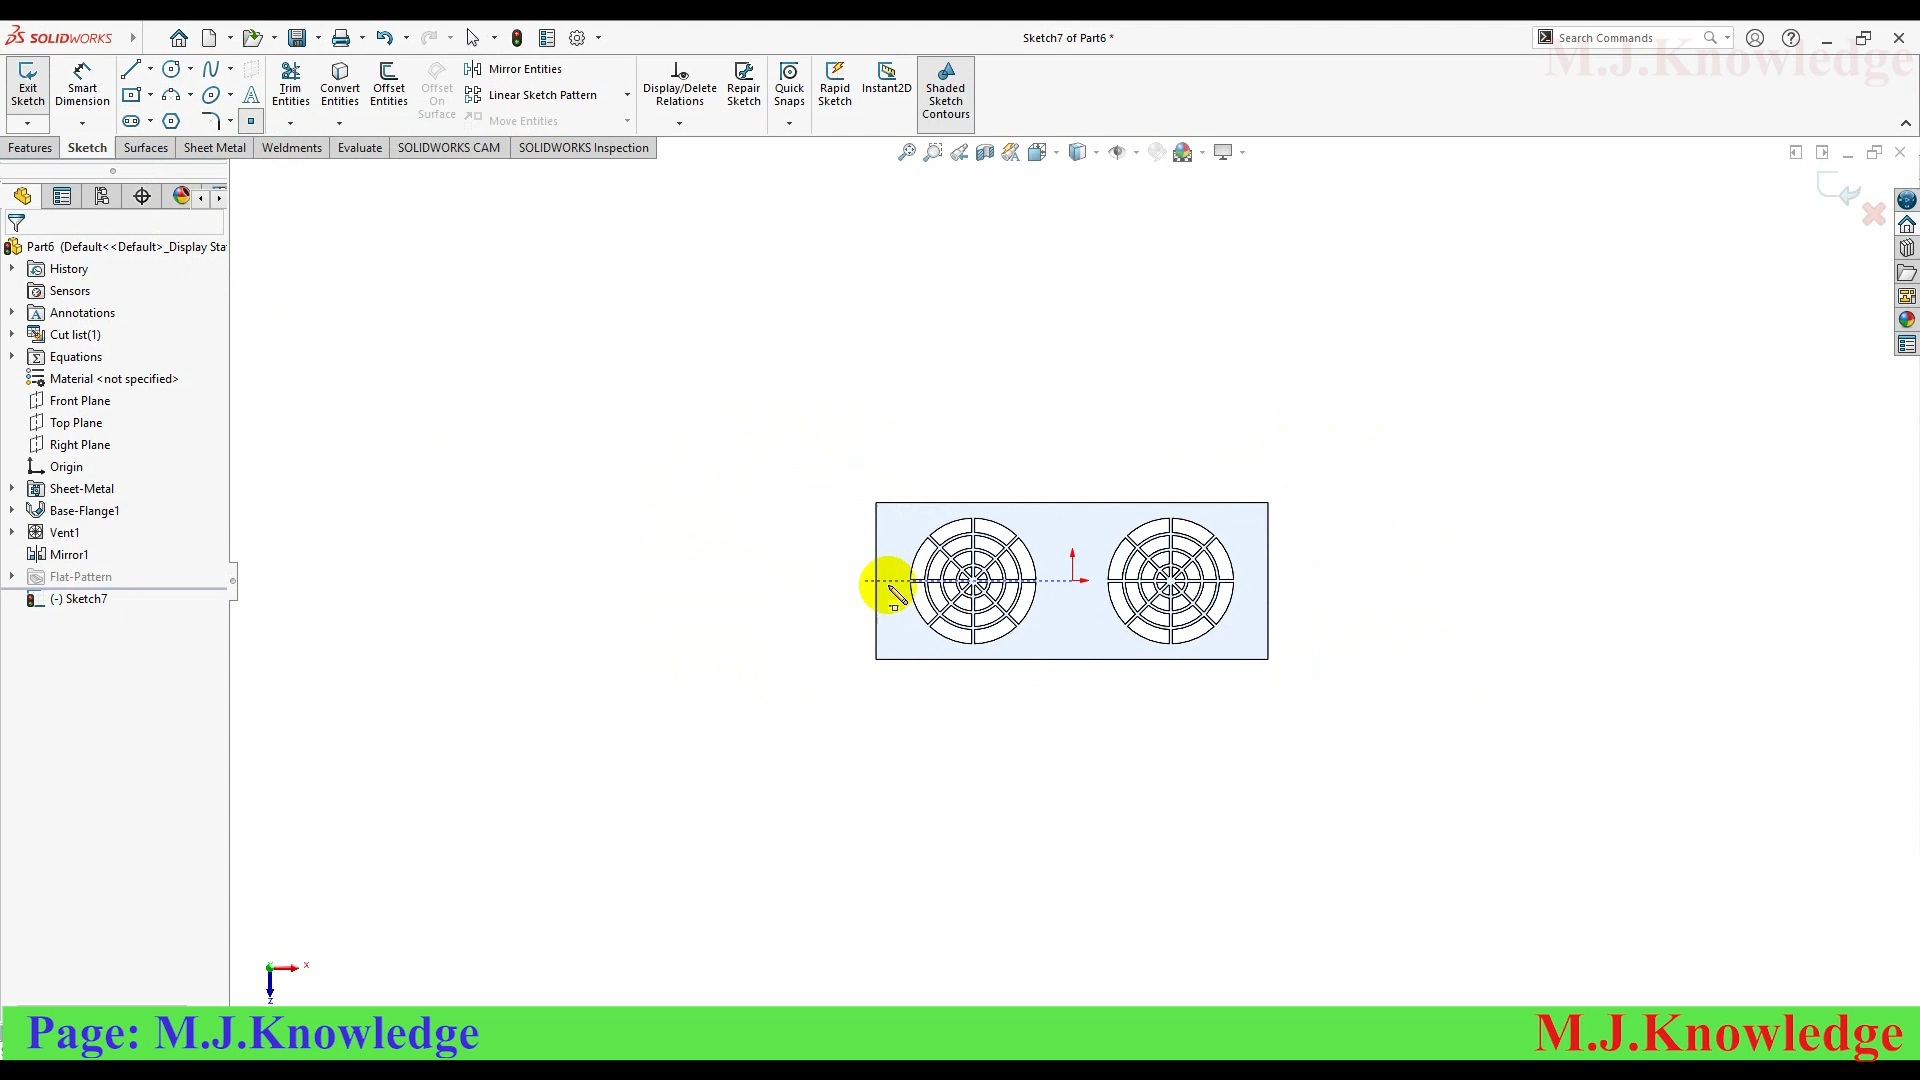 SOLIDWORKS
Sketch7 of Part6 *
Search Commands
M.J.Knowledge
Exit Sketch
Smart Dimension
Trim Entities
Convert Entities
Offset Entities
Offset On Surface
Mirror Entities
Linear Sketch Pattern
Move Entities
Display/Delete Relations
Repair Sketch
Quick Snaps
Rapid Sketch
Instant2D
Shaded Sketch Contours
Features
Sketch
Surfaces
Sheet Metal
Weldments
Evaluate
SOLIDWORKS CAM
SOLIDWORKS Inspection
Part6 (Default<<Default>_Display Sta
History
Sensors
Annotations
Cut list(1)
Equations
Material <not specified>
Front Plane
Top Plane
Right Plane
Origin
Sheet-Metal
Base-Flange1
Vent1
Mirror1
Flat-Pattern
(-) Sketch7
X
Z
Page: M.J.Knowledge
M.J.Knowledge